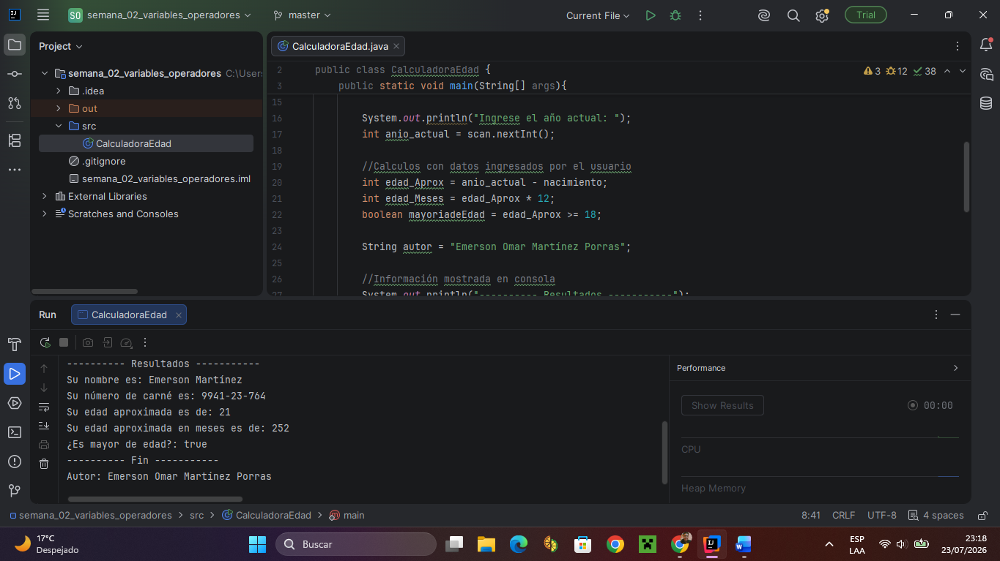 SO semana_02_variables_operadores
master
Current File
Trial
Project
semana_02_variables_operadores C:\Users
.idea
out
src
CalculadoraEdad
.gitignore
semana_02_variables_operadores.iml
External Libraries
Scratches and Consoles
CalculadoraEdad.java
3 12 38
2 public class CalculadoraEdad {
3 public static void main(String[] args){
15
16 System.out.println("Ingrese el año actual: ");
17 int anio_actual = scan.nextInt();
18
19 //Calculos con datos ingresados por el usuario
20 int edad_Aprox = anio_actual - nacimiento;
21 int edad_Meses = edad_Aprox * 12;
22 boolean mayoriadeEdad = edad_Aprox >= 18;
23
24 String autor = "Emerson Omar Martínez Porras";
25
26 //Información mostrada en consola
27 System.out.println("---------- Resultados -----------");
Run CalculadoraEdad
---------- Resultados -----------
Su nombre es: Emerson Martínez
Su número de carné es: 9941-23-764
Su edad aproximada es de: 21
Su edad aproximada en meses es de: 252
¿Es mayor de edad?: true
---------- Fin -----------
Autor: Emerson Omar Martínez Porras
Performance
Show Results 00:00
CPU
Heap Memory
semana_02_variables_operadores > src > CalculadoraEdad > main
8:41 CRLF UTF-8 4 spaces
17°C
Despejado
Buscar
ESP
LAA
23:18
23/07/2026